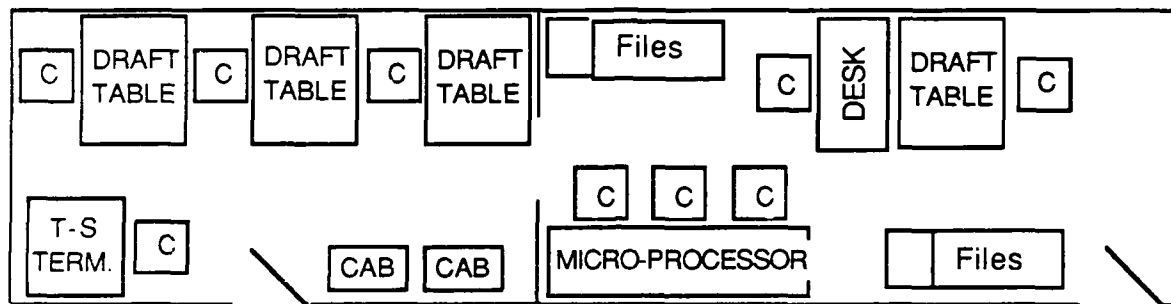 C
DRAFT
TABLE
C
DRAFT
TABLE
C
DRAFT
TABLE
Files
C
DESK
DRAFT
TABLE
C
T-S
TERM.
C
CAB
CAB
C
C
C
MICRO-PROCESSOR
Files